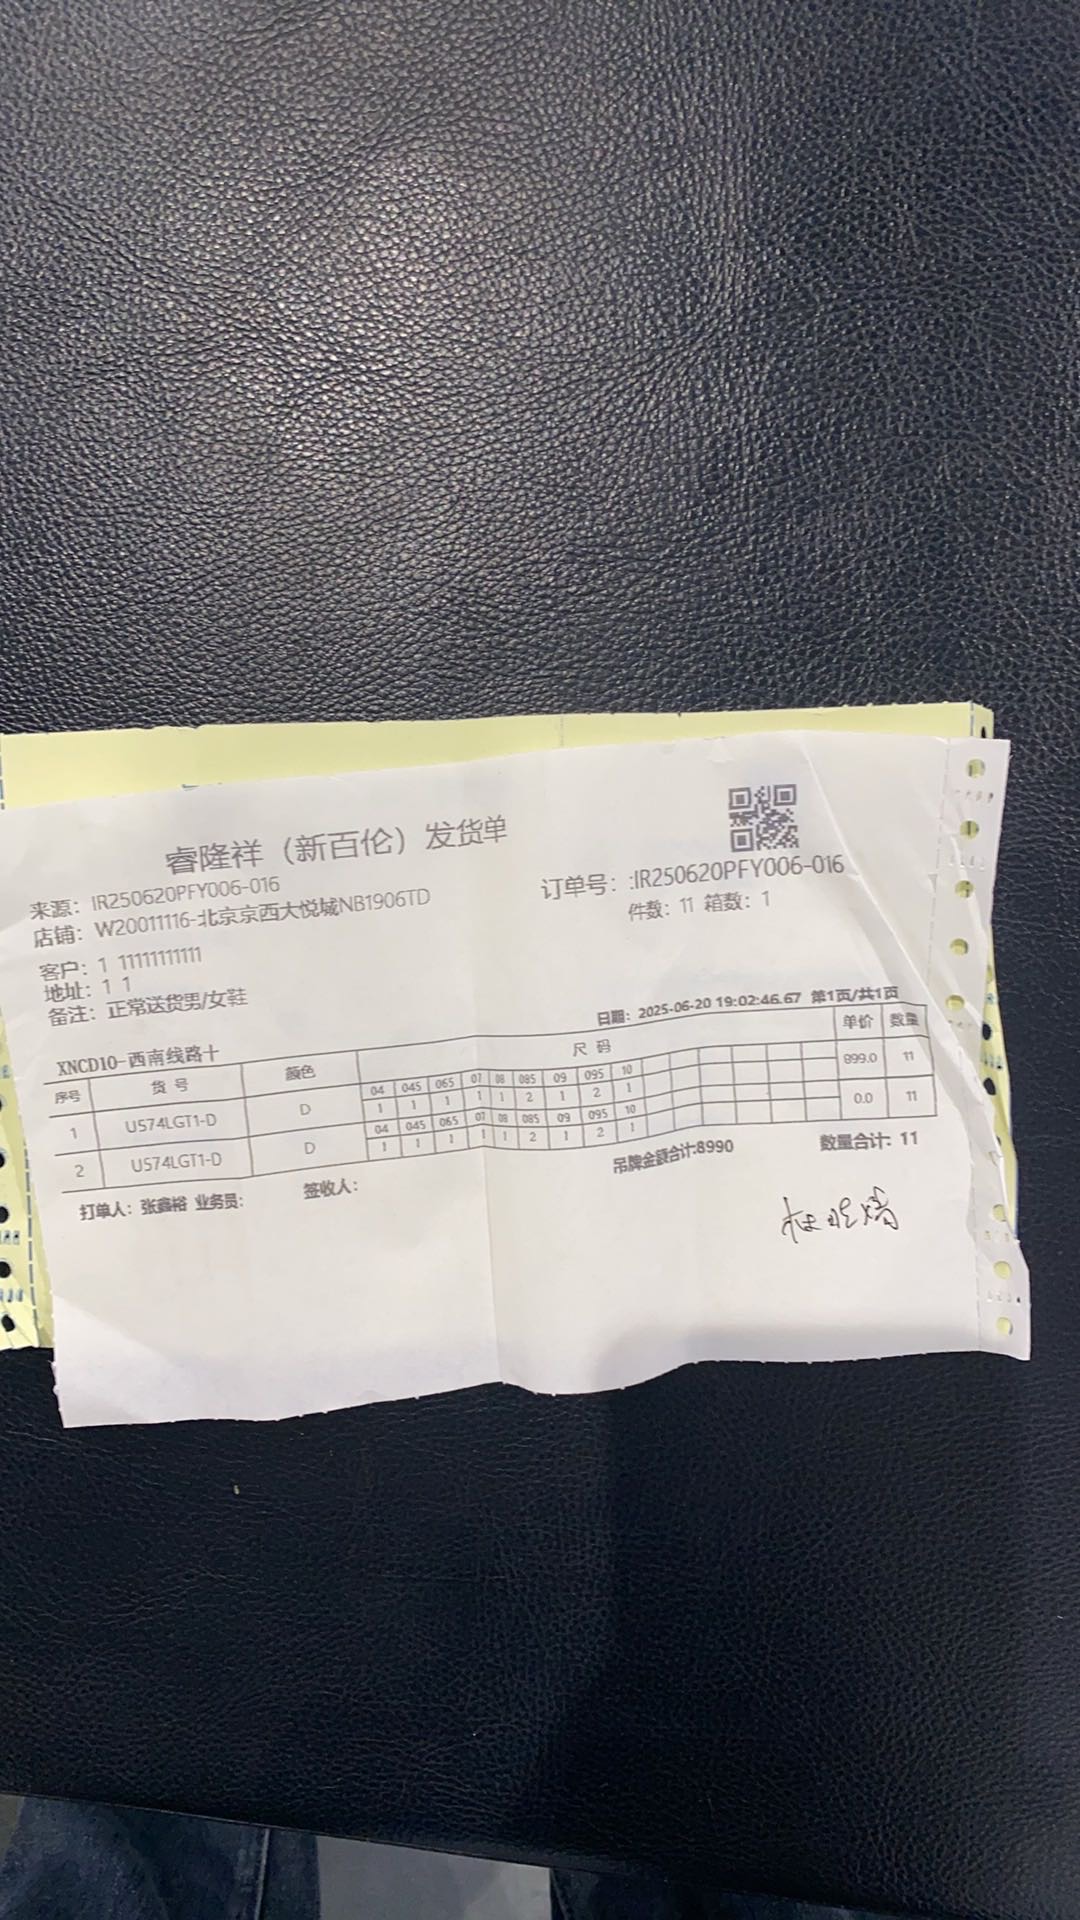 睿隆祥（新百伦）发货单
来源：IR250620PFY006-016
订单号：:IR250620PFY006-016
店铺：W20011116-北京京西大悦城NB1906TD
件数：11 箱数：1
客户：1 11111111111
地址：1 1
备注：正常送货男/女鞋
日期：2025-06-20 19:02:46.67 第1页/共1页
XNCD10-西南线路十
序号 货号 颜色 尺码 单价 数量
04 045 065 07 08 085 09 095 10
1 U574LGT1-D D 1 1 1 1 1 2 1 2 1 899.0 11
04 045 065 07 08 085 09 095 10
2 U574LGT1-D D 1 1 1 1 1 2 1 2 1 0.0 11
吊牌金额合计:8990 数量合计：11
打单人：张鑫裕 业务员： 签收人：